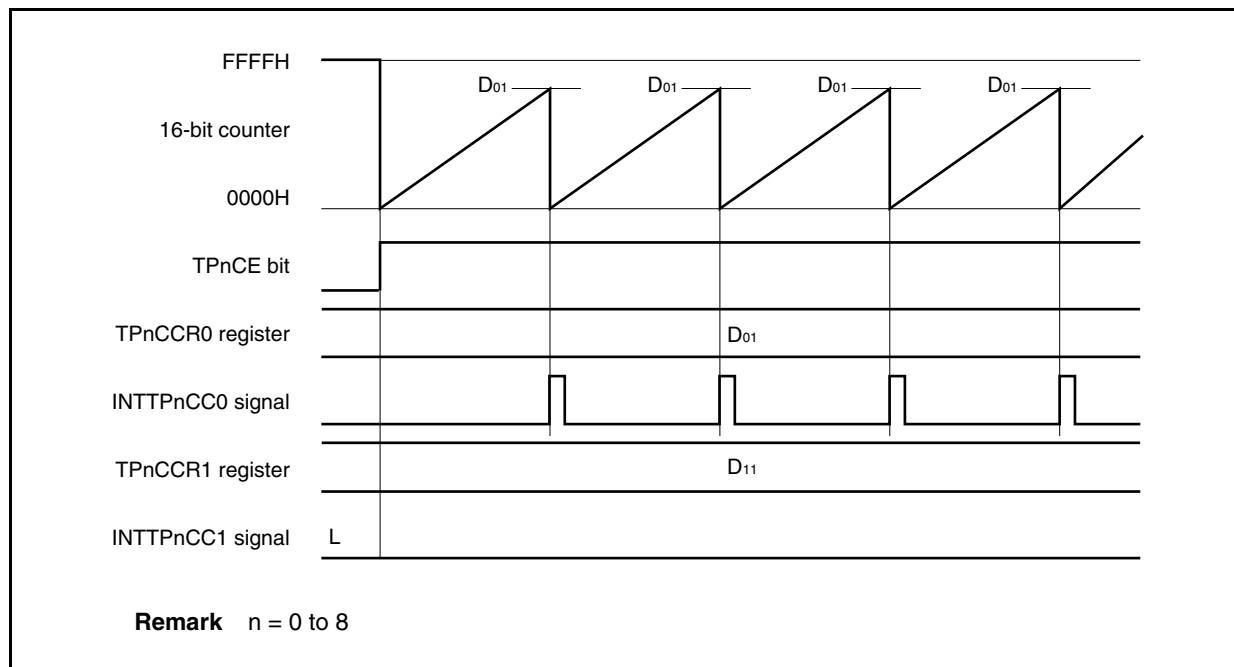 FFFFH
D01 D01 D01 D01
16-bit counter
0000H
TPnCE bit
TPnCCR0 register
D01
INTTPnCC0 signal
TPnCCR1 register
D11
INTTPnCC1 signal
L
Remark n = 0 to 8